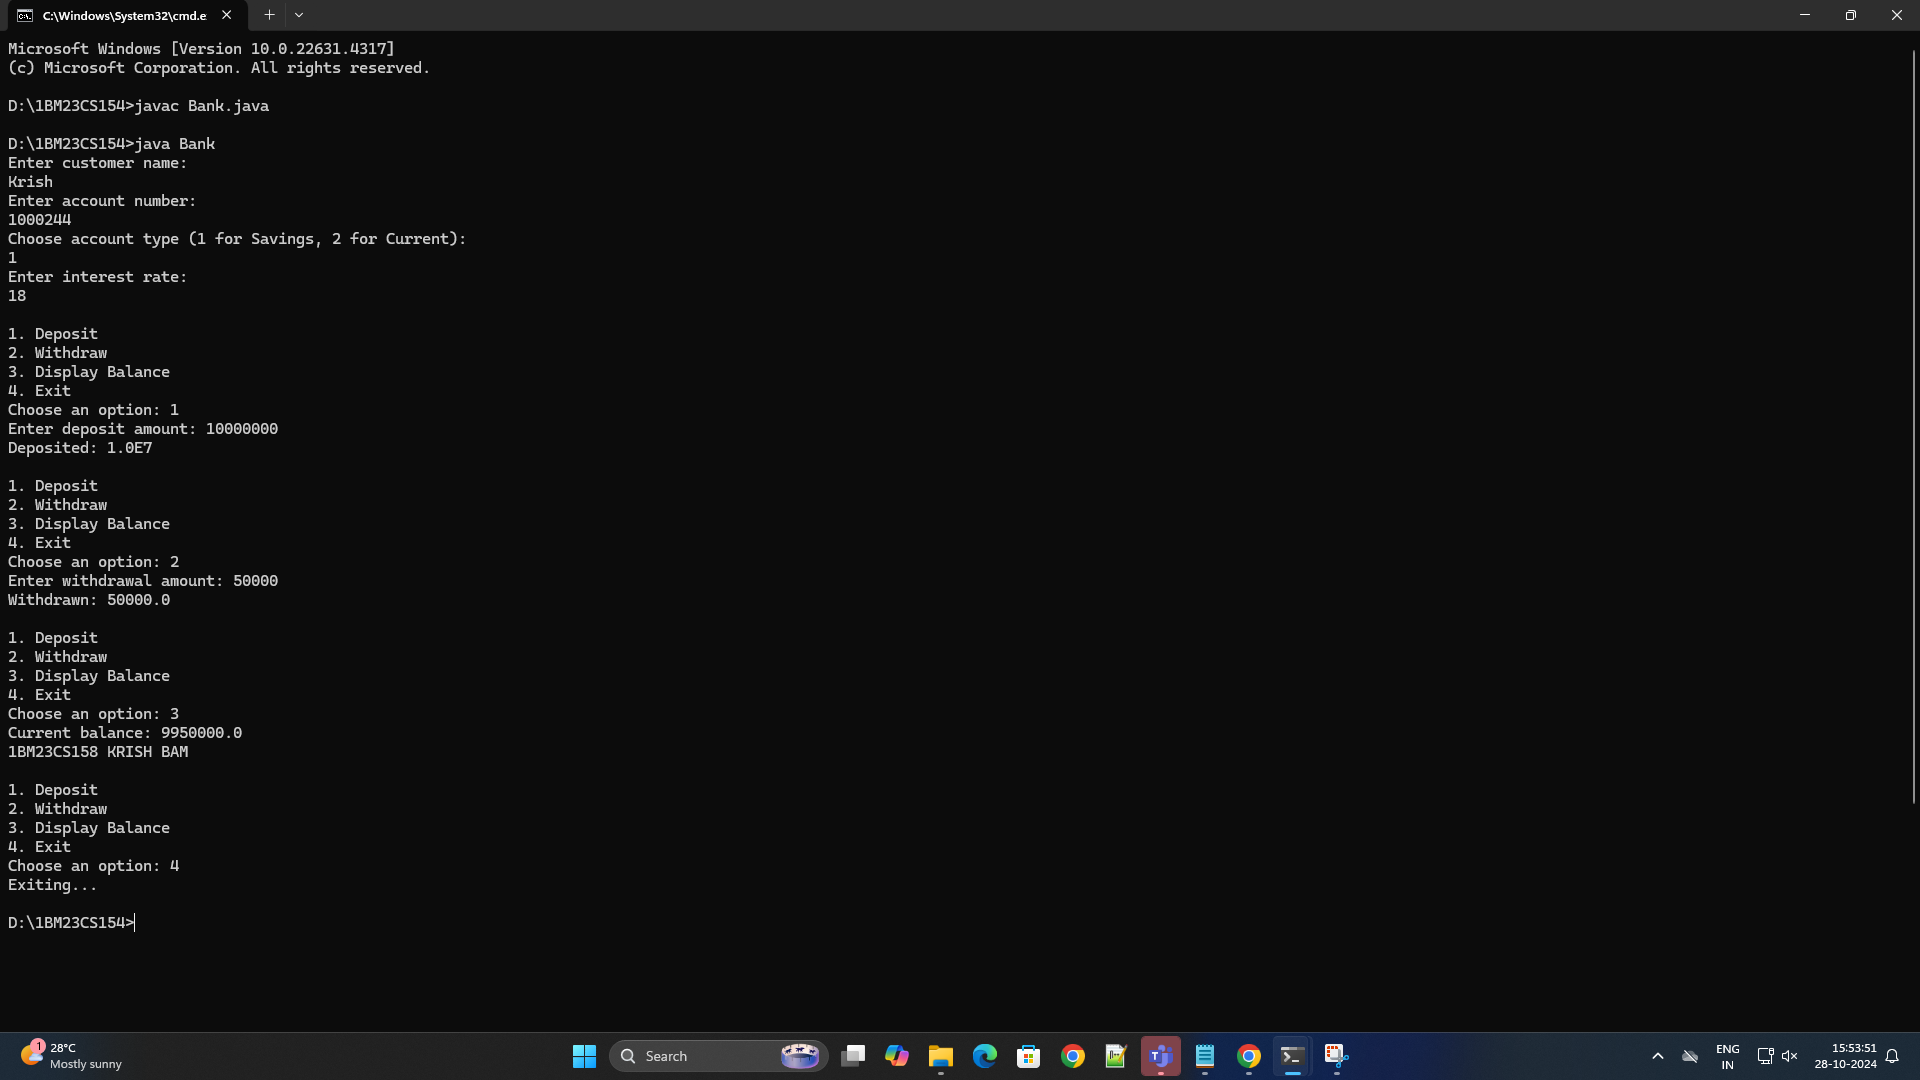 C:\Windows\System32\cmd.e
Microsoft Windows [Version 10.0.22631.4317]
(c) Microsoft Corporation. All rights reserved.
D:\1BM23CS154>javac Bank.java
D:\1BM23CS154>java Bank
Enter customer name:
Krish
Enter account number:
1000244
Choose account type (1 for Savings, 2 for Current):
1
Enter interest rate:
18
1. Deposit
2. Withdraw
3. Display Balance
4. Exit
Choose an option: 1
Enter deposit amount: 10000000
Deposited: 1.0E7
1. Deposit
2. Withdraw
3. Display Balance
4. Exit
Choose an option: 2
Enter withdrawal amount: 50000
Withdrawn: 50000.0
1. Deposit
2. Withdraw
3. Display Balance
4. Exit
Choose an option: 3
Current balance: 9950000.0
1BM23CS158 KRISH BAM
1. Deposit
2. Withdraw
3. Display Balance
4. Exit
Choose an option: 4
Exiting...
D:\1BM23CS154>
1
28°C
Mostly sunny
Search
ENG
IN
15:53:51
28-10-2024